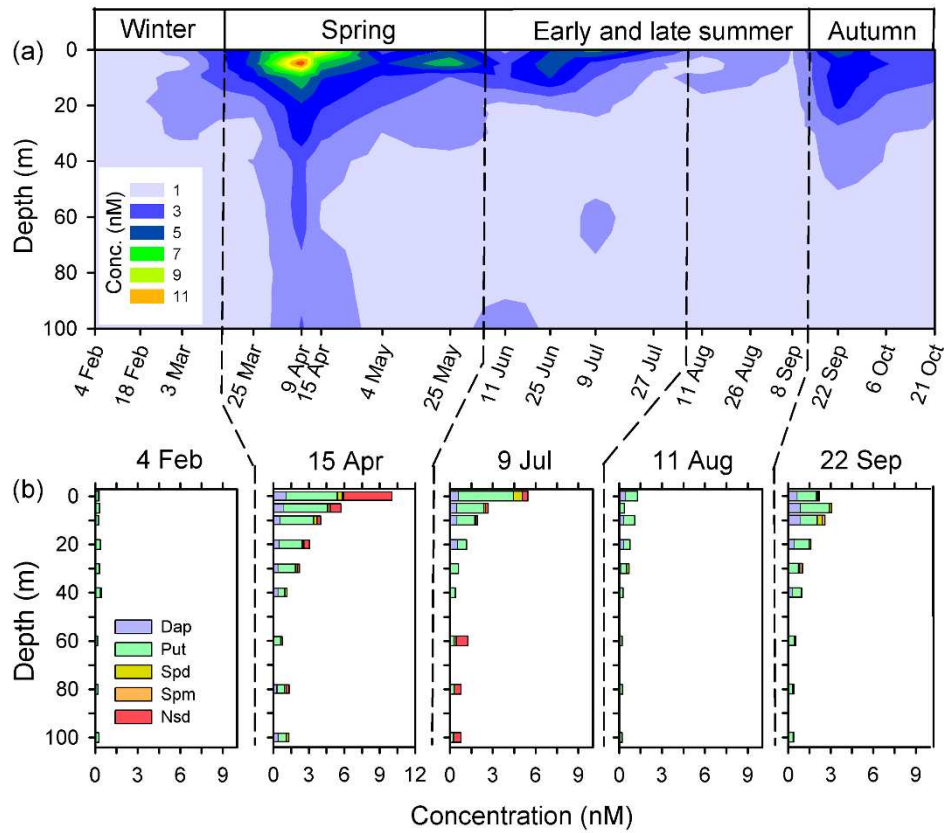 Winter Spring Early and late summer Autumn
(a)
0
20
40
60
80
100
Depth (m)
Conc. (nM)
1
3
5
7
9
11
4 Feb 18 Feb 3 Mar 25 Mar 9 Apr 15 Apr 4 May 25 May 11 Jun 25 Jun 9 Jul 27 Jul 11 Aug 26 Aug 8 Sep 22 Sep 6 Oct 21 Oct
(b)
4 Feb 15 Apr 9 Jul 11 Aug 22 Sep
0
20
40
60
80
100
Depth (m)
Dap
Put
Spd
Spm
Nsd
0 3 6 9 0 3 6 9 12 0 3 6 9 0 3 6 9 0 3 6 9
Concentration (nM)